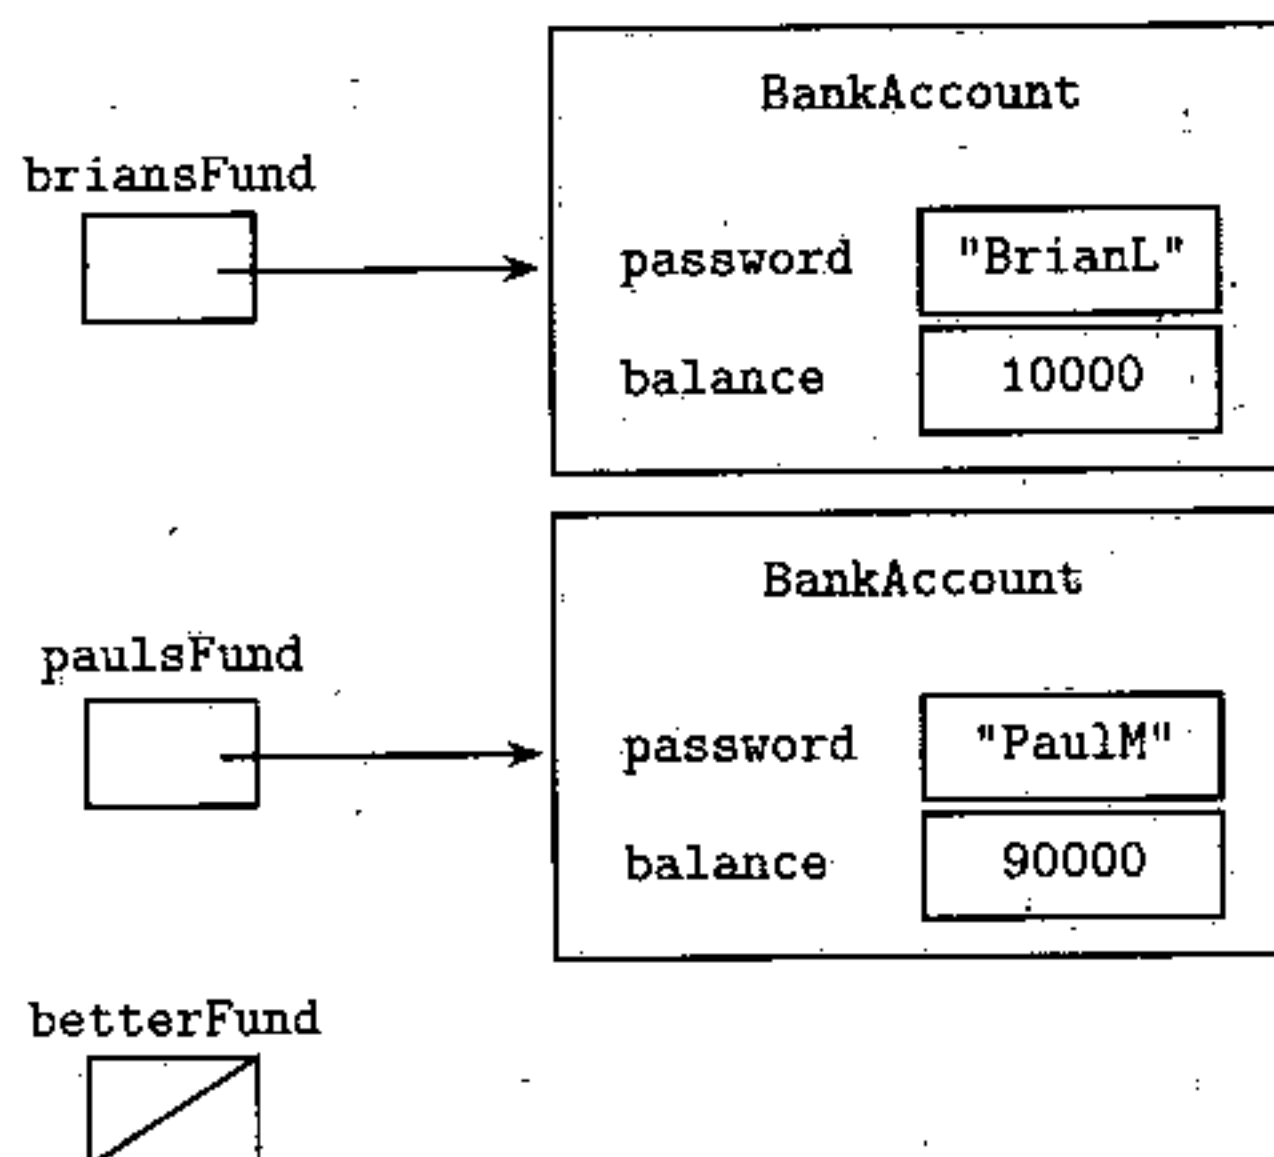 BankAccount
briansFund
password "BrianL"
balance 10000
BankAccount
paulsFund
password "PaulM"
balance 90000
betterFund